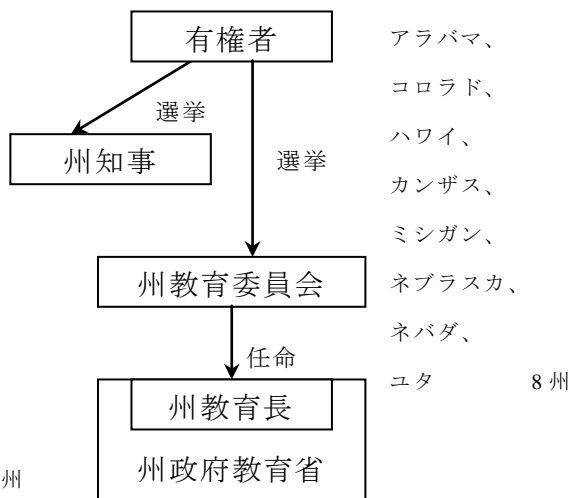 有権者
選挙
州知事
選挙
州教育委員会
任命
州教育長
州政府教育省
アラバマ、
コロラド、
ハワイ、
カンザス、
ミシガン、
ネブラスカ、
ネバダ、
ユタ 8州
州